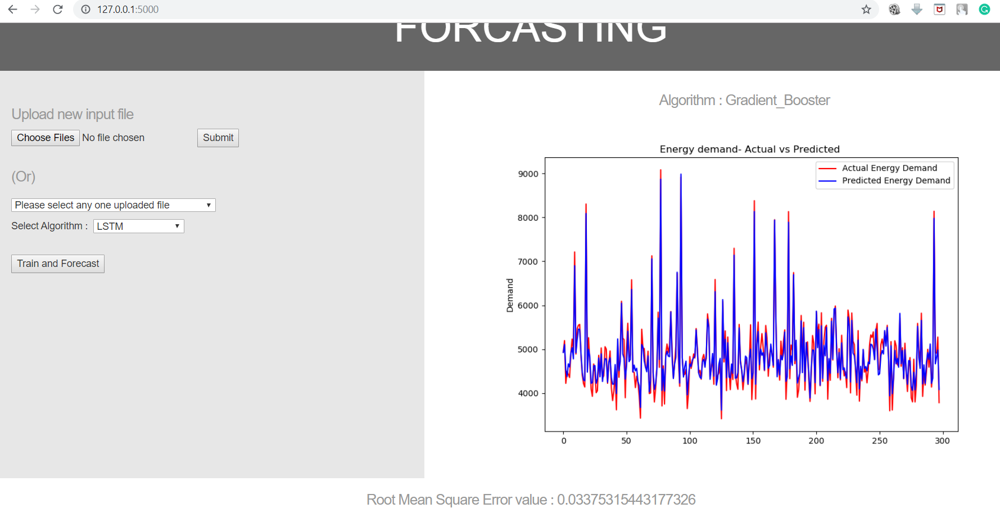 127.0.0.1:5000
FORCASTING
Upload new input file
Choose Files No file chosen Submit
(Or)
Please select any one uploaded file
Select Algorithm : LSTM
Train and Forecast
Algorithm : Gradient_Booster
Energy demand- Actual vs Predicted
Actual Energy Demand
Predicted Energy Demand
9000
8000
7000
6000
5000
4000
Demand
0 50 100 150 200 250 300
Root Mean Square Error value : 0.03375315443177326